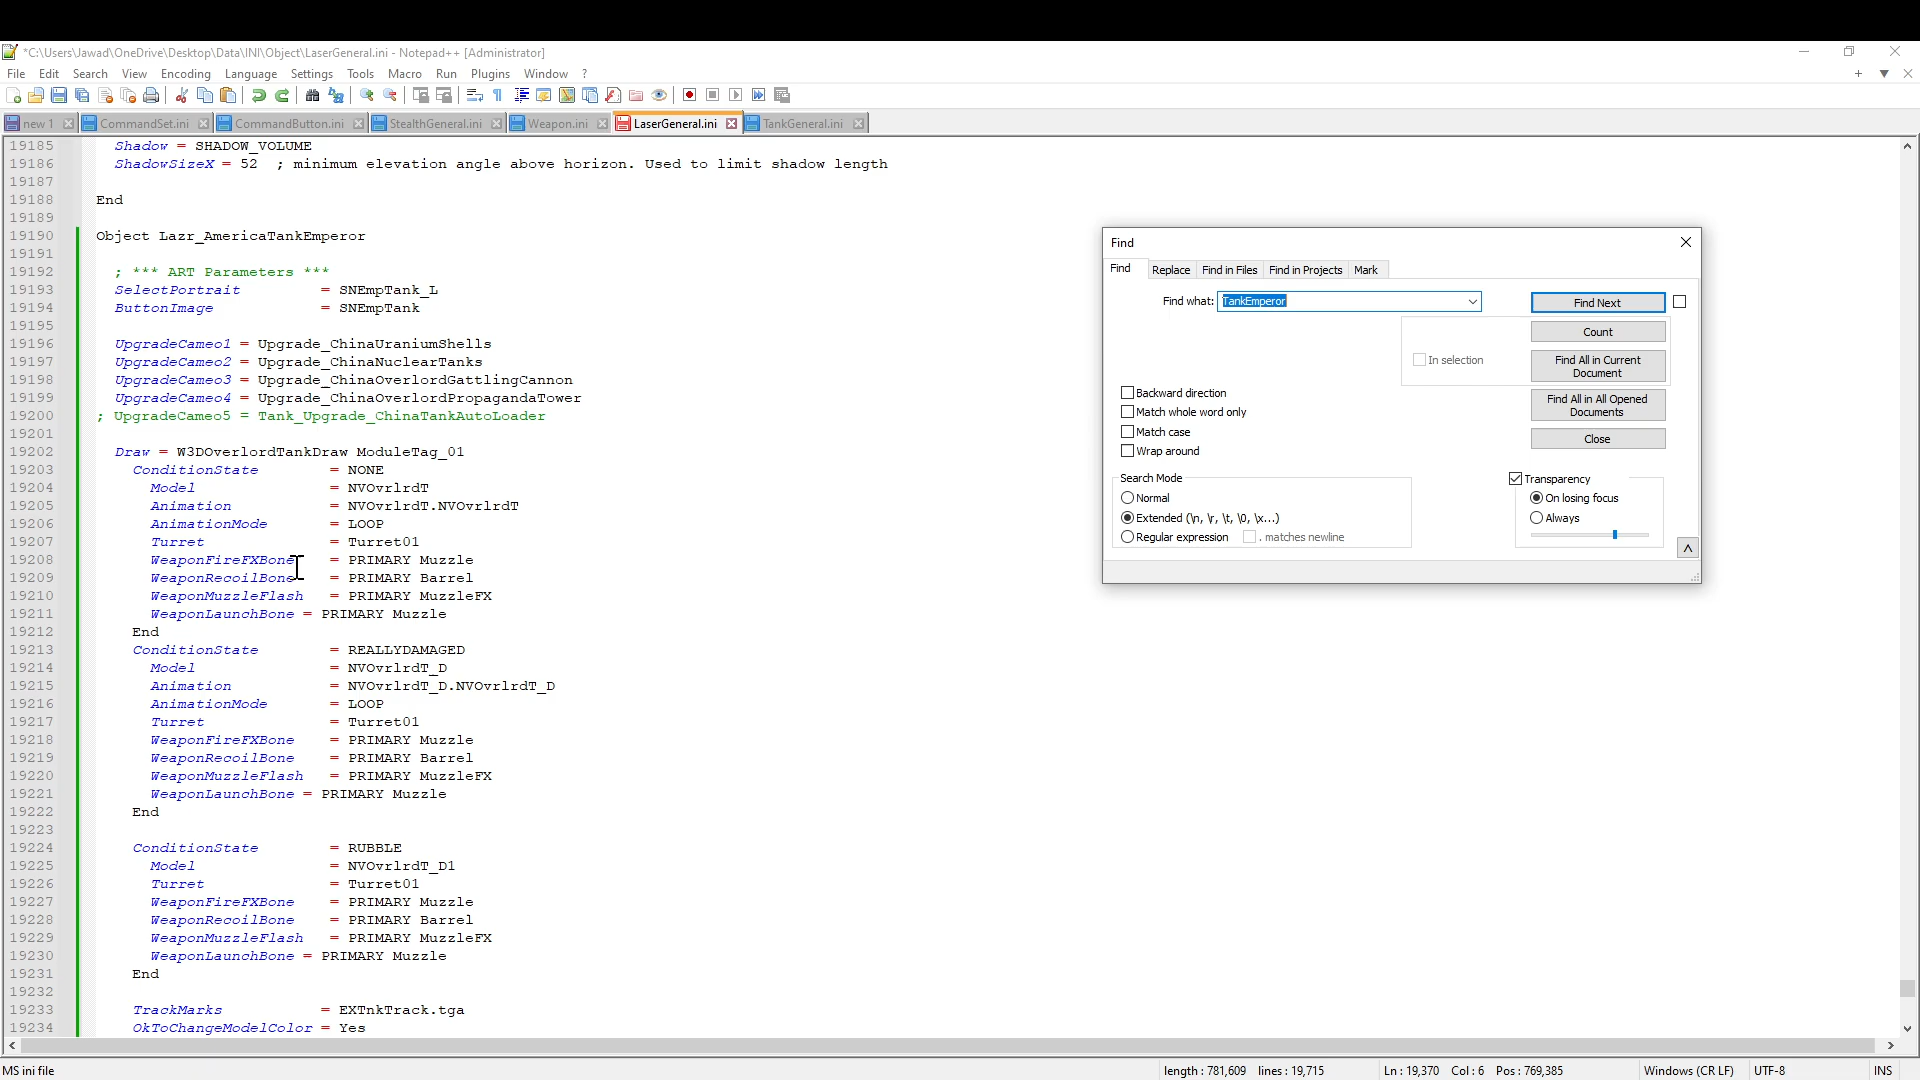 *C:\Users\Jawad\OneDrive\Desktop\Data\INI\Object\LaserGeneral.ini - Notepad++ [Administrator]
File Edit Search View Encoding Language Settings Tools Macro Run Plugins Window ?
new 1 CommandSet.ini CommandButton.ini StealthGeneral.ini Weapon.ini LaserGeneral.ini TankGeneral.ini
19185 Shadow = SHADOW_VOLUME
19186 ShadowSizeX = 52 ; minimum elevation angle above horizon. Used to limit shadow length
19187
19188 End
19189
19190 Object Lazr_AmericaTankEmperor
19191
19192 ; *** ART Parameters ***
19193 SelectPortrait = SNEmpTank_L
19194 ButtonImage = SNEmpTank
19195
19196 UpgradeCameo1 = Upgrade_ChinaUraniumShells
19197 UpgradeCameo2 = Upgrade_ChinaNuclearTanks
19198 UpgradeCameo3 = Upgrade_ChinaOverlordGattlingCannon
19199 UpgradeCameo4 = Upgrade_ChinaOverlordPropagandaTower
19200 ; UpgradeCameo5 = Tank_Upgrade_ChinaTankAutoLoader
19201
19202 Draw = W3DOverlordTankDraw ModuleTag_01
19203 ConditionState = NONE
19204 Model = NVOvrlrdT
19205 Animation = NVOvrlrdT.NVOvrlrdT
19206 AnimationMode = LOOP
19207 Turret = Turret01
19208 WeaponFireFXBone = PRIMARY Muzzle
19209 WeaponRecoilBone = PRIMARY Barrel
19210 WeaponMuzzleFlash = PRIMARY MuzzleFX
19211 WeaponLaunchBone = PRIMARY Muzzle
19212 End
19213 ConditionState = REALLYDAMAGED
19214 Model = NVOvrlrdT_D
19215 Animation = NVOvrlrdT_D.NVOvrlrdT_D
19216 AnimationMode = LOOP
19217 Turret = Turret01
19218 WeaponFireFXBone = PRIMARY Muzzle
19219 WeaponRecoilBone = PRIMARY Barrel
19220 WeaponMuzzleFlash = PRIMARY MuzzleFX
19221 WeaponLaunchBone = PRIMARY Muzzle
19222 End
19223
19224 ConditionState = RUBBLE
19225 Model = NVOvrlrdT_D1
19226 Turret = Turret01
19227 WeaponFireFXBone = PRIMARY Muzzle
19228 WeaponRecoilBone = PRIMARY Barrel
19229 WeaponMuzzleFlash = PRIMARY MuzzleFX
19230 WeaponLaunchBone = PRIMARY Muzzle
19231 End
19232
19233 TrackMarks = EXTnkTrack.tga
19234 OkToChangeModelColor = Yes
Find
Find Replace Find in Files Find in Projects Mark
Find what: TankEmperor Find Next
Count
In selection
Find All in Current
Document
Backward direction
Find All in All Opened
Documents
Match whole word only
Match case
Close
Wrap around
Search Mode
Transparency
Normal
On losing focus
Extended (\n, \r, \t, \0, \x...)
Always
Regular expression . matches newline
MS ini file length : 781,609 lines : 19,715 Ln : 19,370 Col : 6 Pos : 769,385 Windows (CR LF) UTF-8 INS